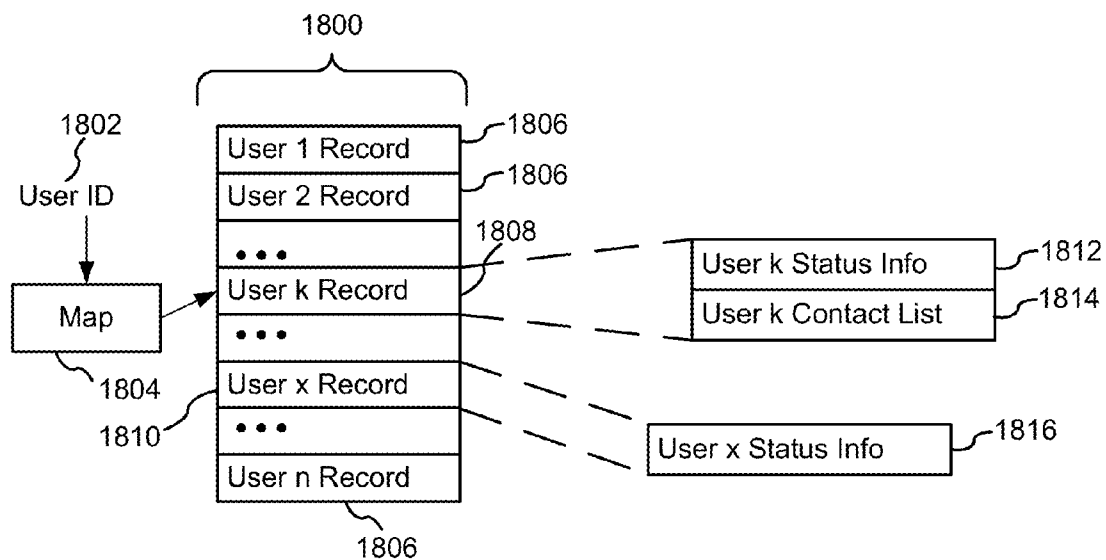 1800
1802
User ID
Map
1804
User 1 Record
1806
User 2 Record
1806
•••
1808
User k Record
•••
User x Record
1810
•••
User n Record
1806
User k Status Info
1812
User k Contact List
1814
User x Status Info
1816